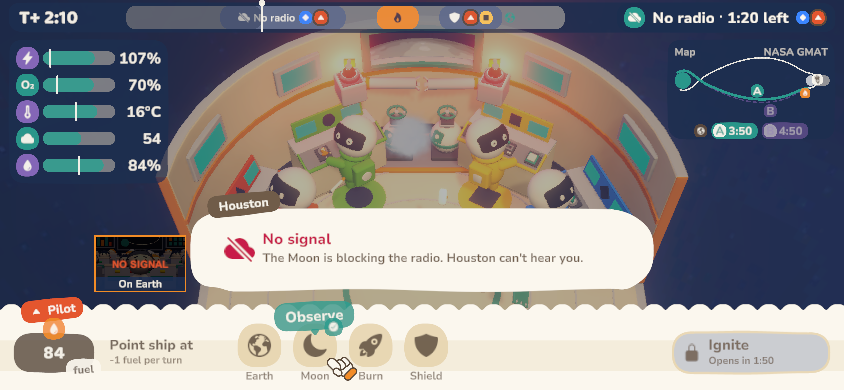 T+ 2:10
No radio
No radio · 1:20 left
107%
O₂ 70%
16°C
54
84%
Map
NASA GMAT
A
B
A 3:50
4:50
Houston
No signal
The Moon is blocking the radio. Houston can't hear you.
NO SIGNAL
On Earth
Pilot
84
fuel
Point ship at
-1 fuel per turn
Observe
Earth
Moon
Burn
Shield
Ignite
Opens in 1:50